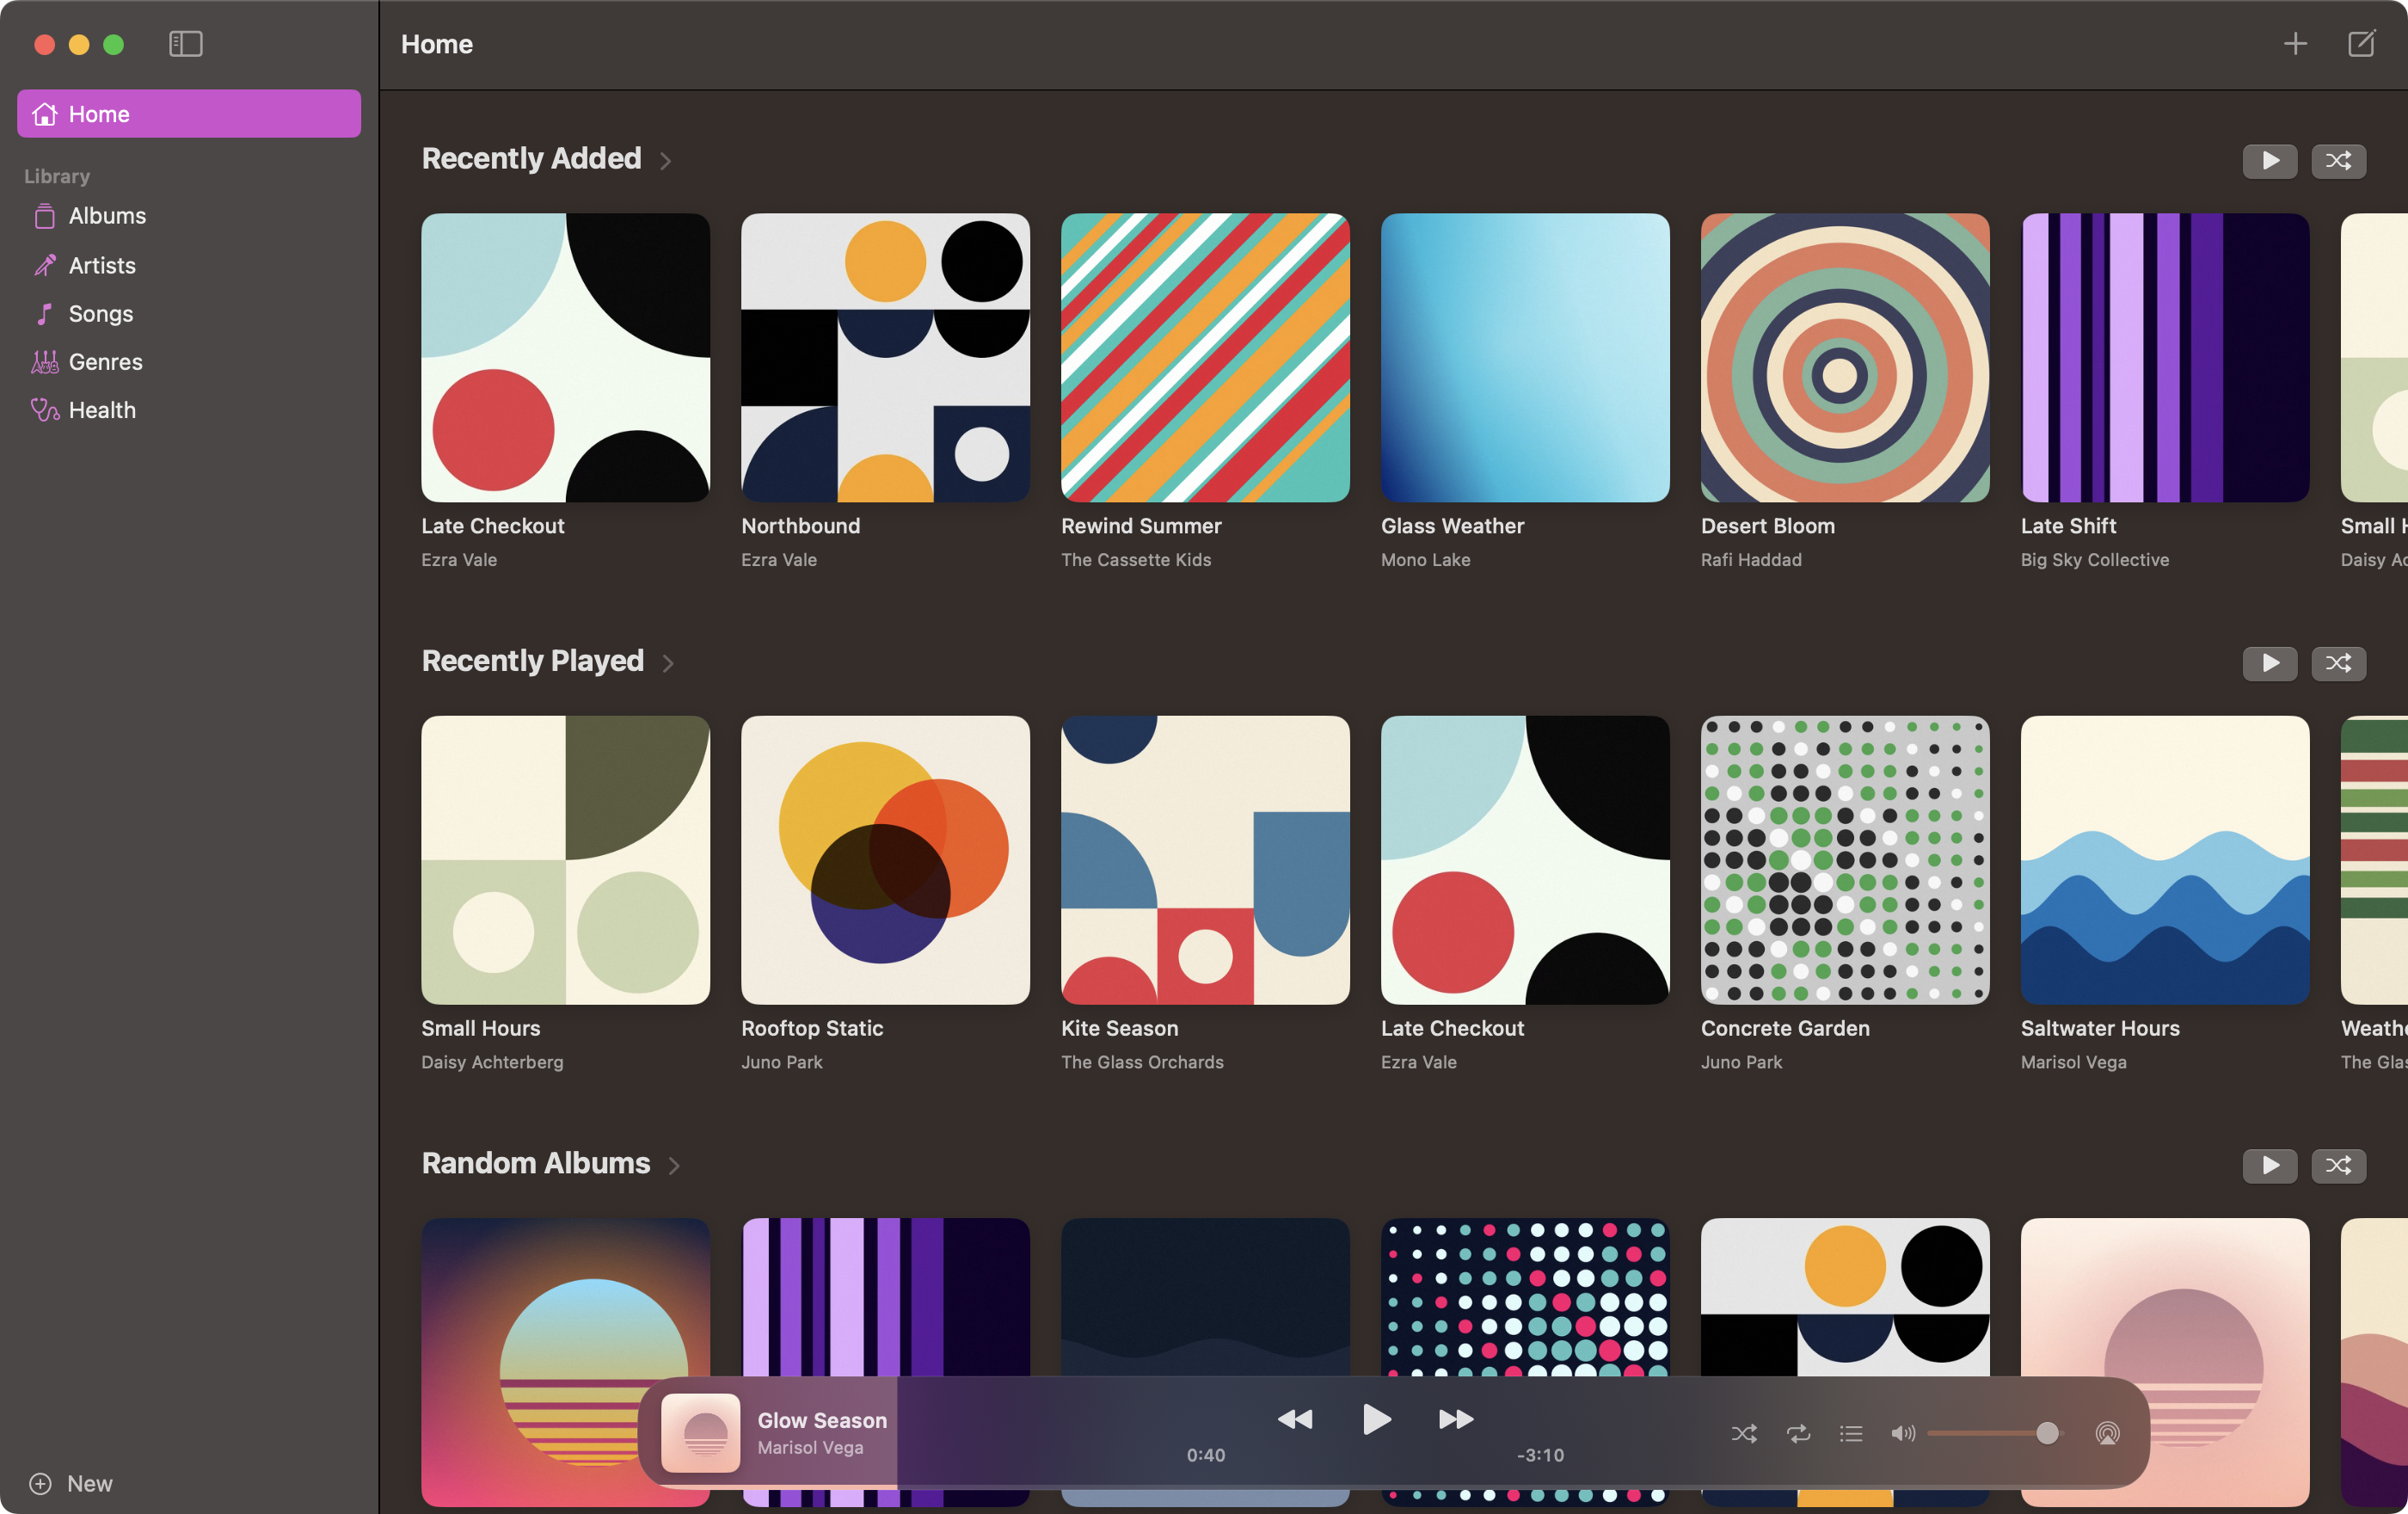 Home
Home
Library
Albums
Artists
Songs
Genres
Health
New
Recently Added
Late Checkout
Ezra Vale
Northbound
Ezra Vale
Rewind Summer
The Cassette Kids
Glass Weather
Mono Lake
Desert Bloom
Rafi Haddad
Late Shift
Big Sky Collective
Small
Daisy
Recently Played
Small Hours
Daisy Achterberg
Rooftop Static
Juno Park
Kite Season
The Glass Orchards
Late Checkout
Ezra Vale
Concrete Garden
Juno Park
Saltwater Hours
Marisol Vega
The
Random Albums
Glow Season
Marisol Vega
0:40
-3:10